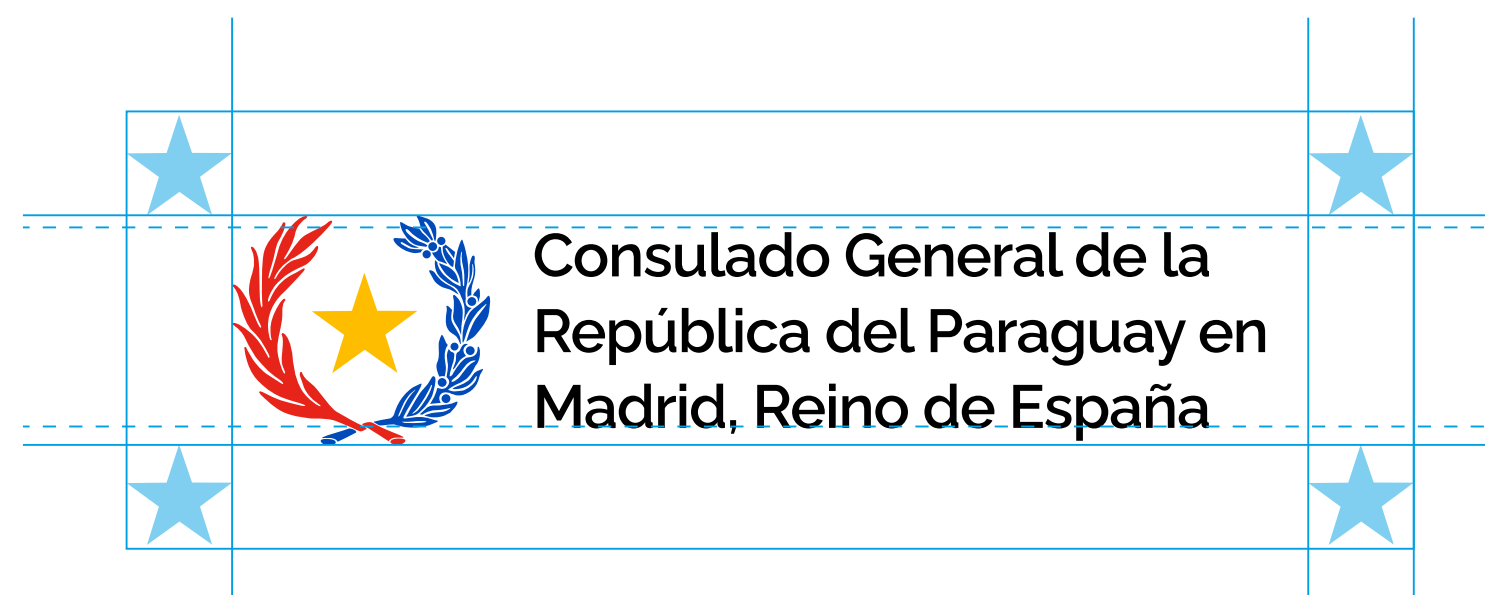 Consulado General de la
República del Paraguay en
Madrid, Reino de España